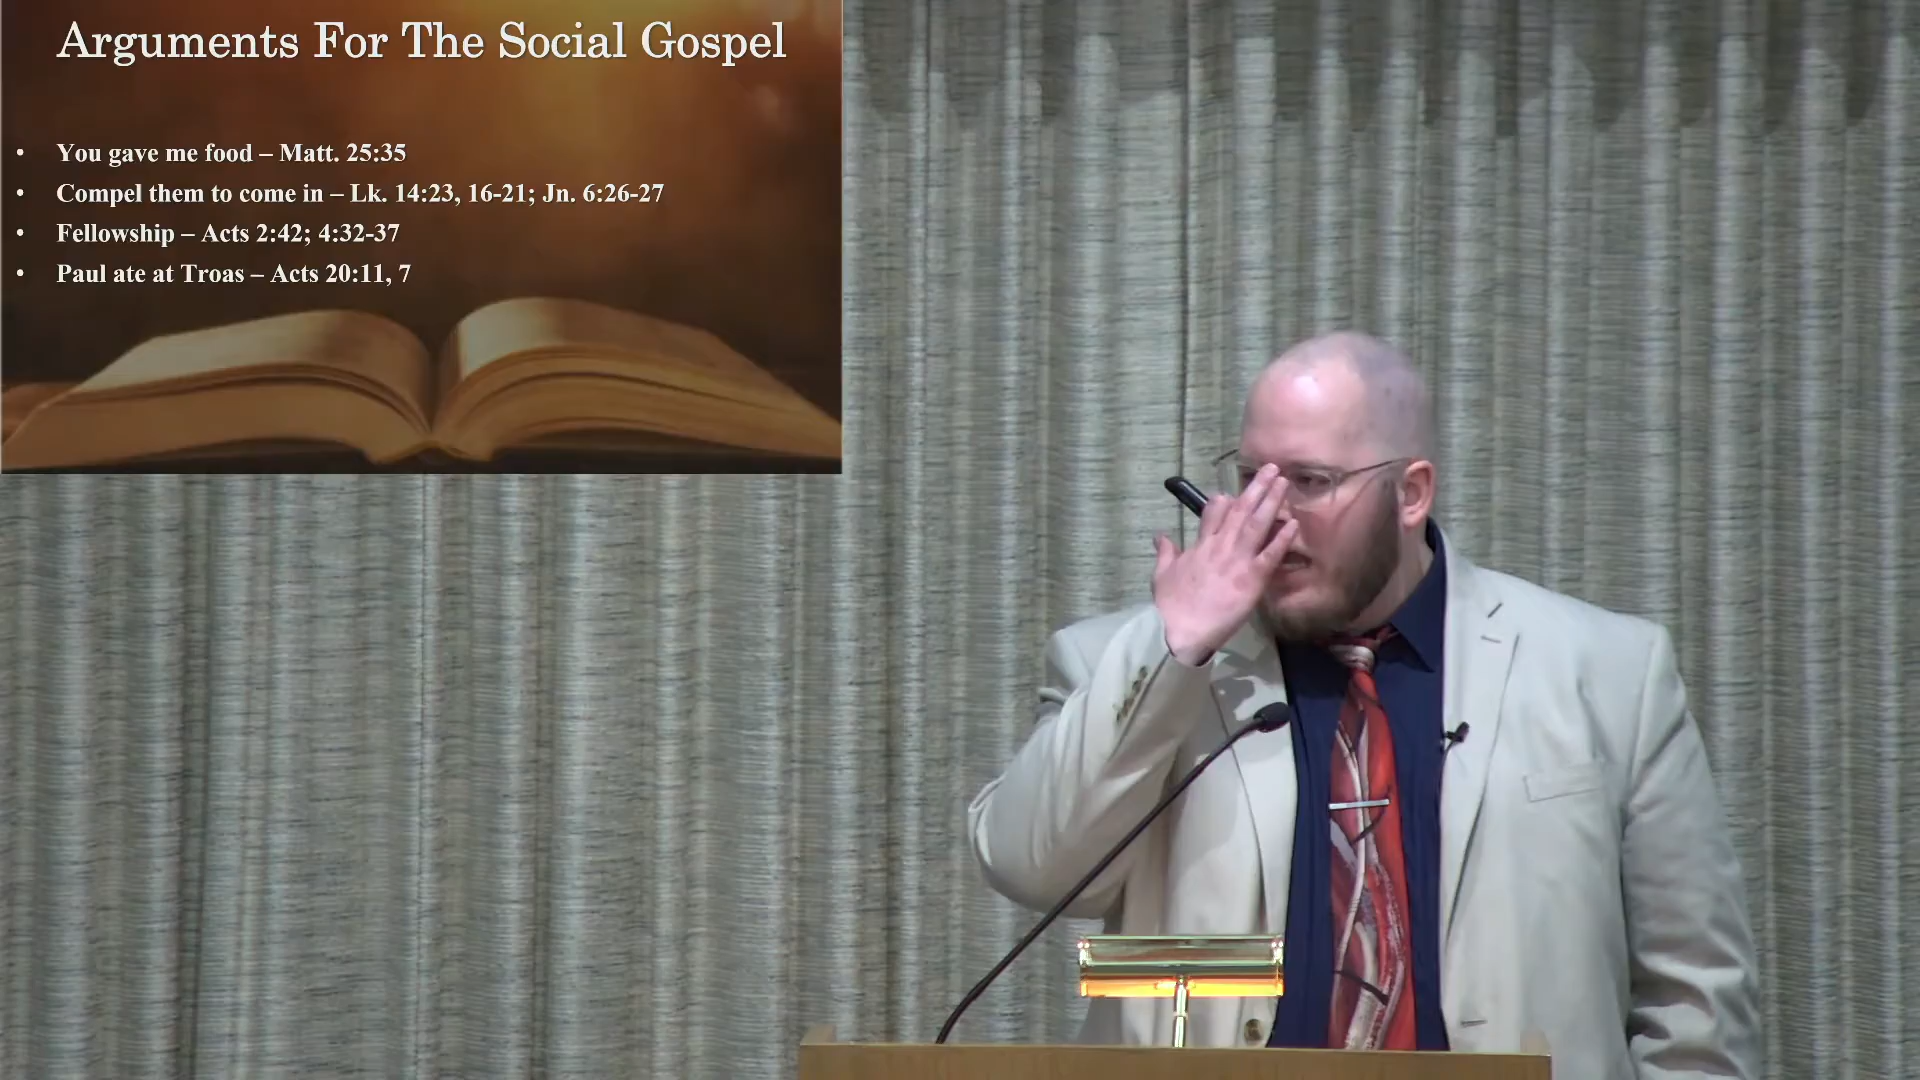 Arguments For The Social Gospel
• You gave me food – Matt. 25:35
• Compel them to come in – Lk. 14:23, 16-21; Jn. 6:26-27
• Fellowship – Acts 2:42; 4:32-37
• Paul ate at Troas – Acts 20:11, 7